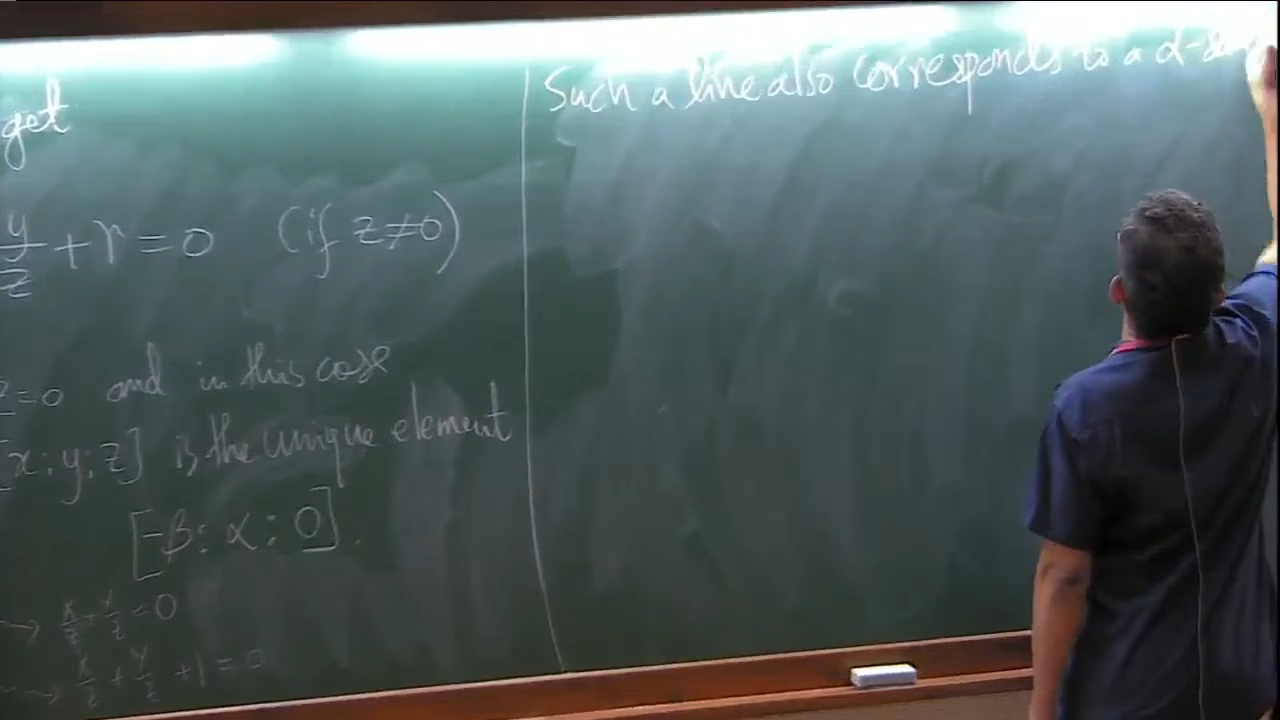 get
y/z + γ = 0 (if z≠0)
z=0 and in this case
[x:y:z] is the unique element
[-β: α: 0].
→ x/z + y/z = 0
→ x/z + y/z + 1 = 0
Such a line also corresponds to a 2-